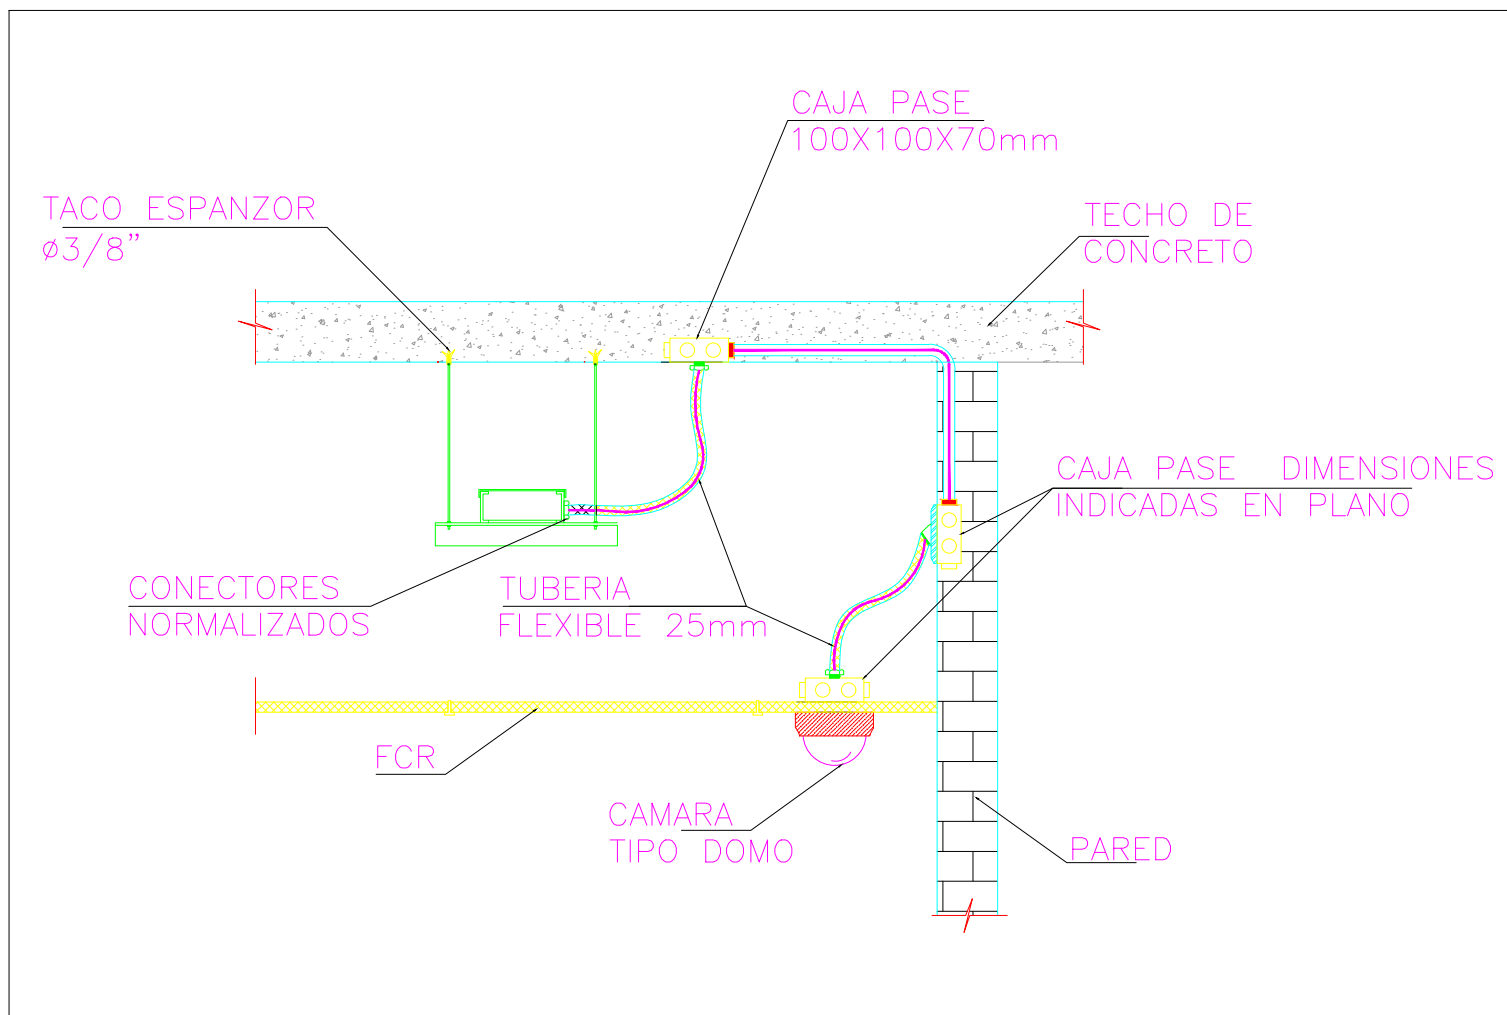 CAJA PASE
100X100X70mm
TACO ESPANZOR
ø3/8”
TECHO DE
CONCRETO
CAJA PASE DIMENSIONES
INDICADAS EN PLANO
CONECTORES
NORMALIZADOS
TUBERIA
FLEXIBLE 25mm
FCR
CAMARA
TIPO DOMO
PARED